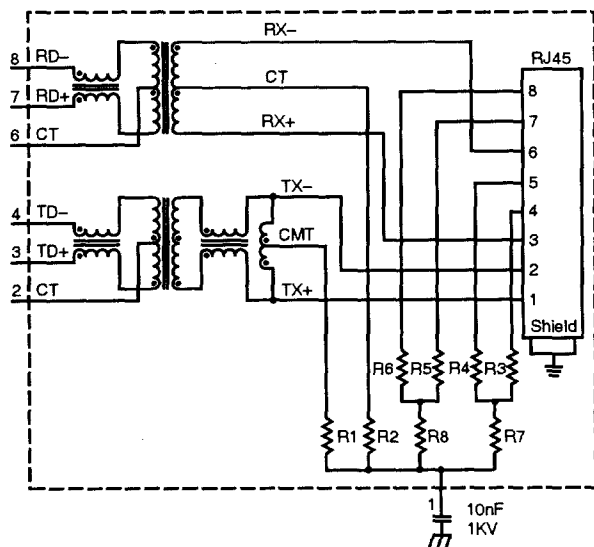 RX–
RJ45
8 RD–
CT
8
7 RD+
7
6 CT
RX+
6
5
4 TD–
TX–
4
CMT
3
3 TD+
2
2 CT
TX+
1
Shield
R6 R5 R4 R3
R1 R2 R8 R7
1 10nF
1KV